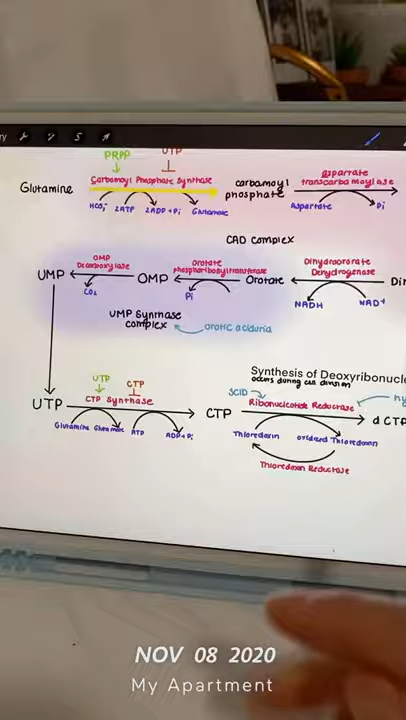 PRPP
UTP
Carbamoyl Phosphate Synthase
Glutamine
HCO3- 2ATP 2ADP+Pi Glutamate
carbamoyl phosphate
aspartate
transcarbamoylase
Aspartate
Pi
CAD complex
UMP
OMP
Decarboxylase
CO2
OMP
Orotate
phosphoribosyltransferase
Pi
Orotate
Dihydroorotate
Dehydrogenase
NADH
NAD+
UMP Synthase
complex
orotic aciduria
UTP
UTP
CTP
CTP Synthase
Glutamine Glutamate ATP ADP+Pi
CTP
Synthesis of Deoxyribonucle
occurs during cell division
SCID
Ribonucleotide Reductase
hy
d CTP
Thioredoxin
oxidized Thioredoxin
Thioredoxin Reductase
NOV 08 2020
My Apartment